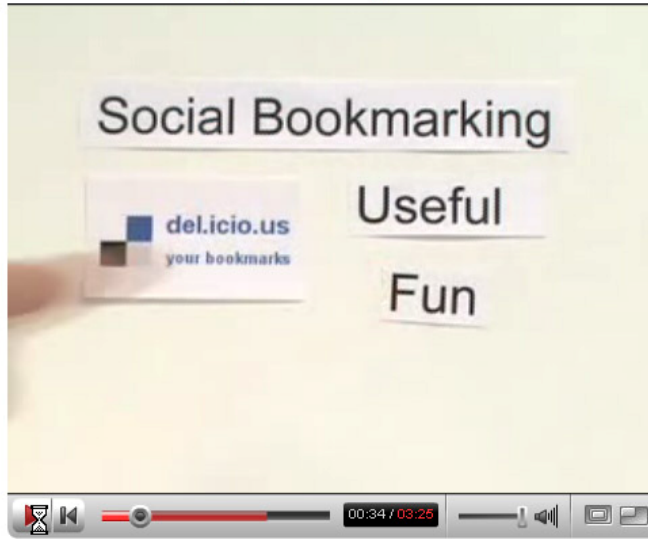 Social Bookmarking
del.icio.us
your bookmarks
Useful
Fun
00:34 / 03:25